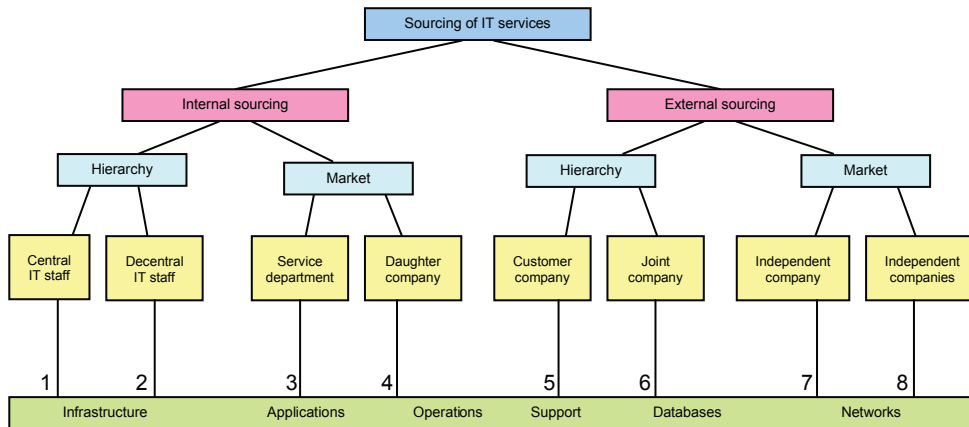 Sourcing of IT services
Internal sourcing
External sourcing
Hierarchy
Market
Hierarchy
Market
Central
IT staff
Decentral
IT staff
Service
department
Daughter
company
Customer
company
Joint
company
Independent
company
Independent
companies
1
2
3
4
5
6
7
8
Infrastructure
Applications
Operations
Support
Databases
Networks